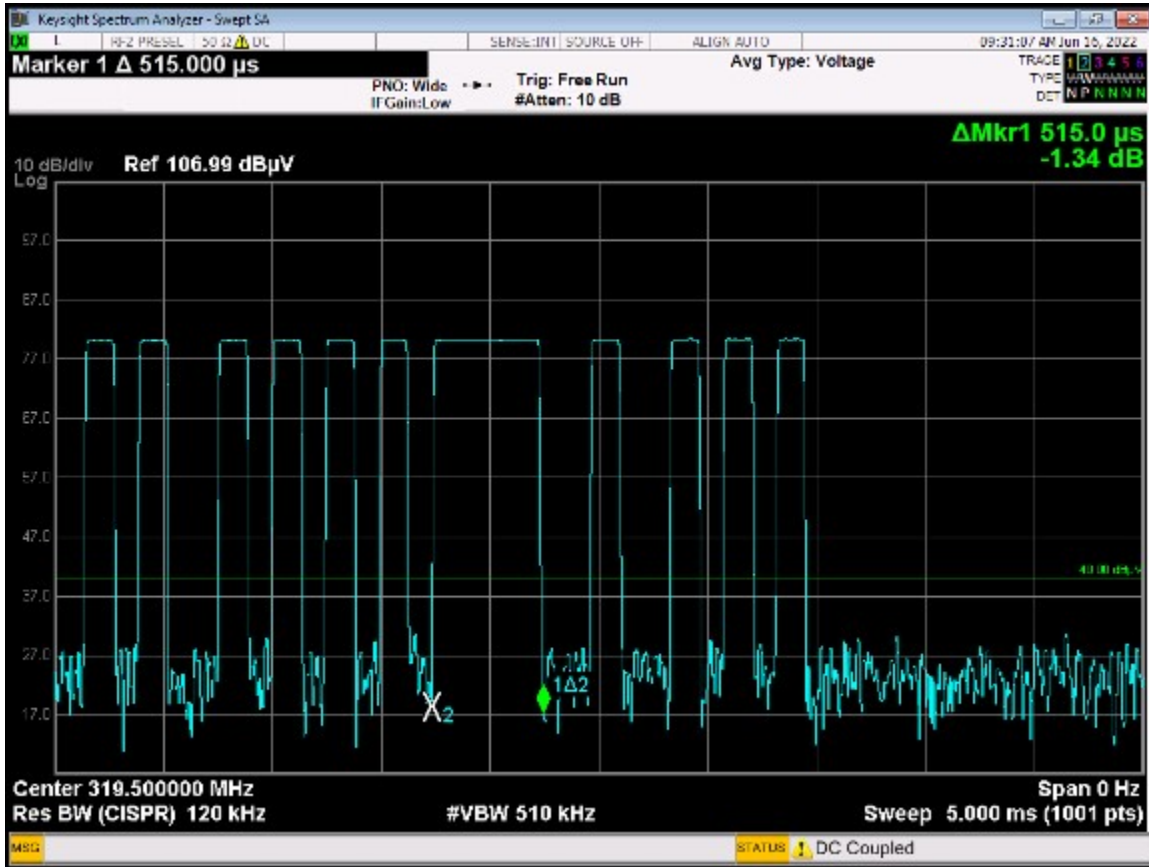 Keysight Spectrum Analyzer - Swept SA
L RF2 PRESEL 50 Ω DC SENSE:INT SOURCE OFF ALIGN AUTO 09:31:07 AM Jun 16, 2022
Marker 1 Δ 515.000 µs
PNO: Wide
IFGain:Low
Trig: Free Run
#Atten: 10 dB
Avg Type: Voltage
TRACE 1 2 3 4 5 6
TYPE
DET N P N N N N
ΔMkr1 515.0 µs
-1.34 dB
10 dB/div
Log
Ref 106.99 dBµV
97.0
87.0
77.0
67.0
57.0
47.0
37.0
27.0
17.0
1Δ2
2
Center 319.500000 MHz
Span 0 Hz
Res BW (CISPR) 120 kHz
#VBW 510 kHz
Sweep 5.000 ms (1001 pts)
MSG
STATUS
DC Coupled